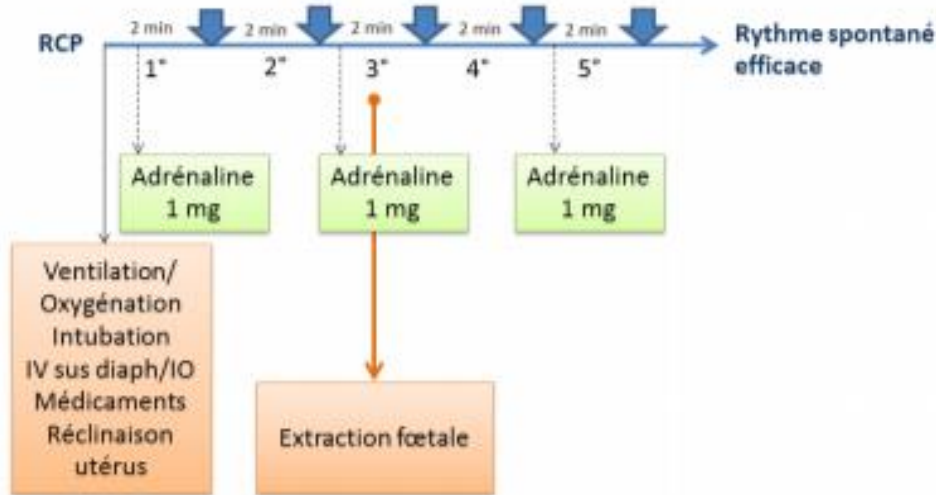 2 min
2 min
2 min
2 min
2 min
RCP
Rythme spontané
efficace
1°
2°
3°
4°
5°
Adrénaline
1 mg
Adrénaline
1 mg
Adrénaline
1 mg
Ventilation/
Oxygénation
Intubation
IV sus diaph/IO
Médicaments
Réclinaison
utérus
Extraction fœtale